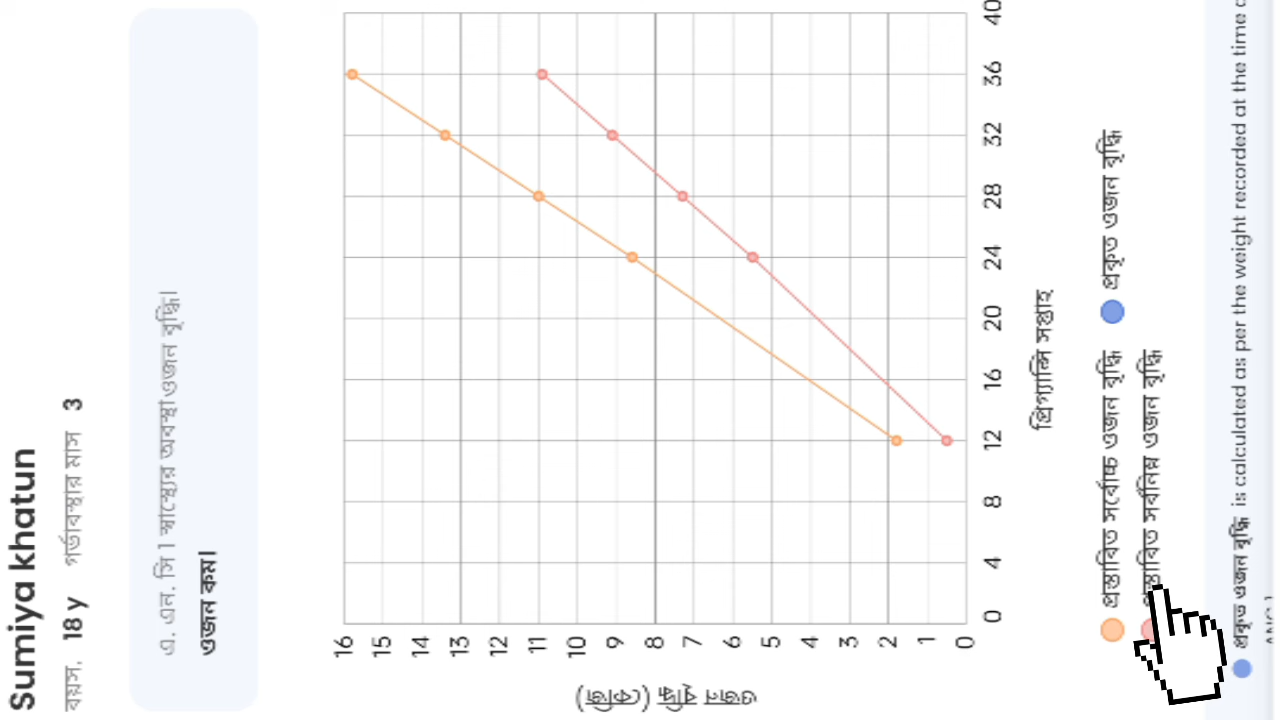 Sumiya khatun
বয়স. 18 y গর্ভাবস্থার মাস 3
এ. এন. সি 1 স্বাস্থ্যের অবস্থা/ওজন বৃদ্ধি।
ওজন কম।
ওজন বৃদ্ধি (কেজি)
16
15
14
13
12
11
10
9
8
7
6
5
4
3
2
1
0
0 4 8 12 16 20 24 28 32 36 40
প্রিগ্যান্সি সপ্তাহ
প্রস্তাবিত সর্বোচ্চ ওজন বৃদ্ধি প্রকৃত ওজন বৃদ্ধি
প্রস্তাবিত সর্বনিম্ন ওজন বৃদ্ধি
প্রকৃত ওজন বৃদ্ধি is calculated as per the weight recorded at the time